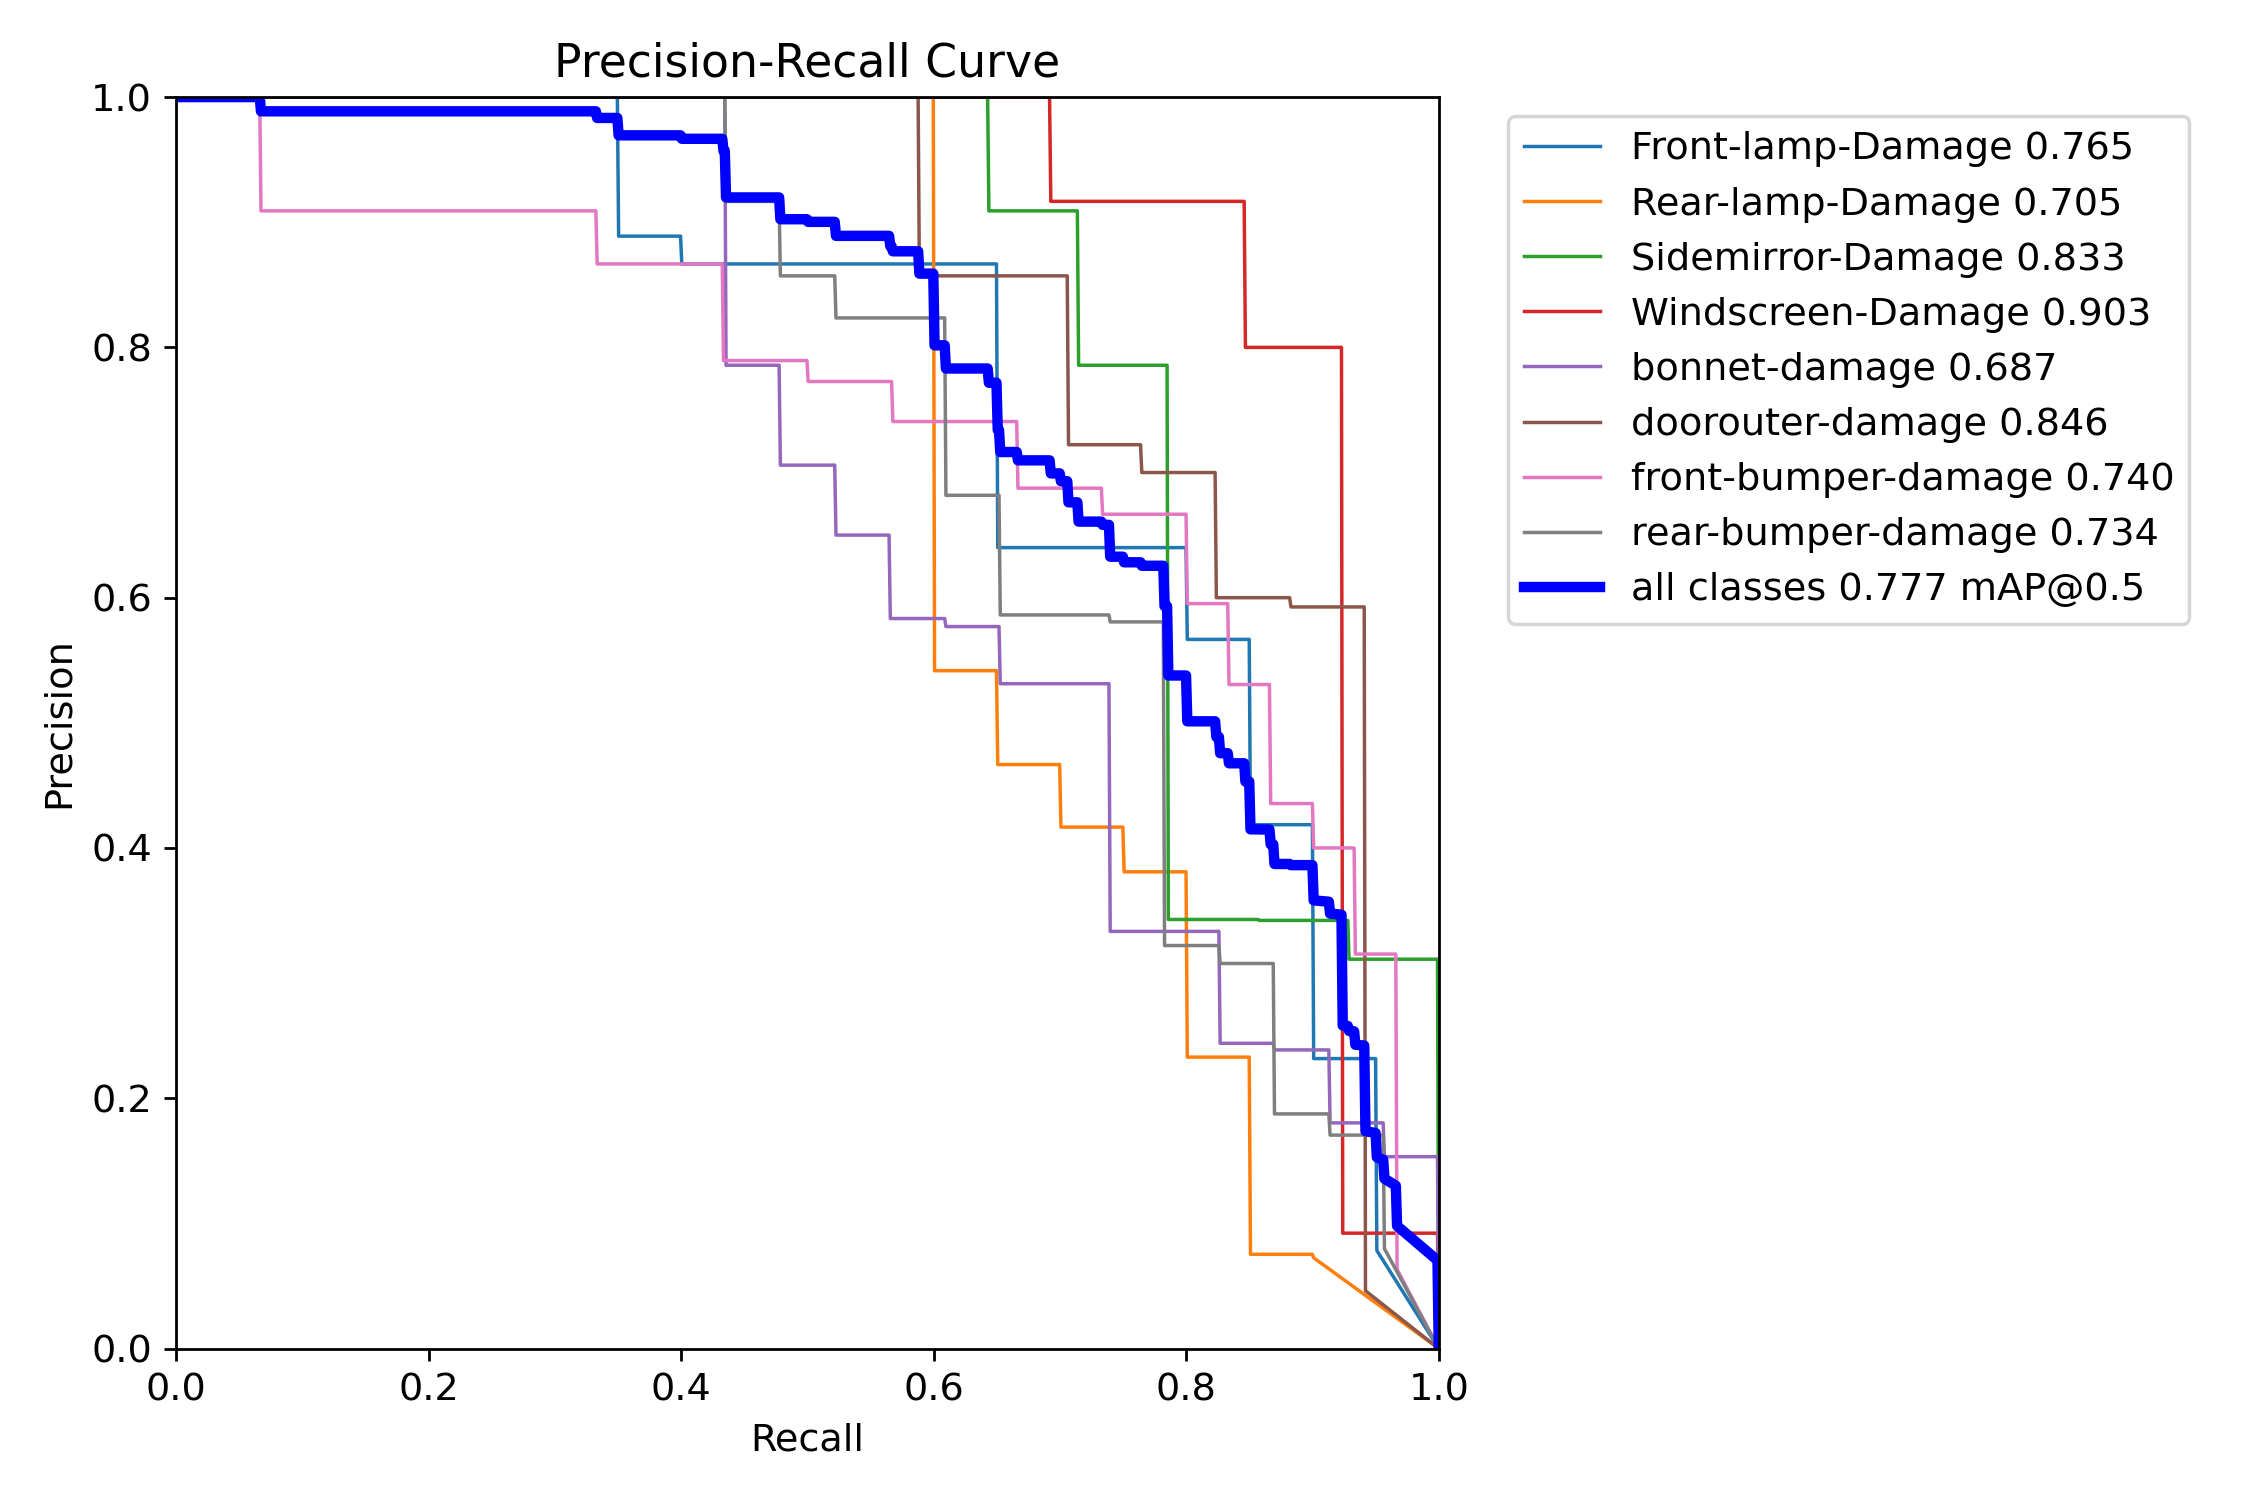 Precision-Recall Curve
1.0
0.8
0.6
0.4
0.2
0.0
Precision
0.0 0.2 0.4 0.6 0.8 1.0
Recall
Front-lamp-Damage 0.765
Rear-lamp-Damage 0.705
Sidemirror-Damage 0.833
Windscreen-Damage 0.903
bonnet-damage 0.687
doorouter-damage 0.846
front-bumper-damage 0.740
rear-bumper-damage 0.734
all classes 0.777 mAP@0.5